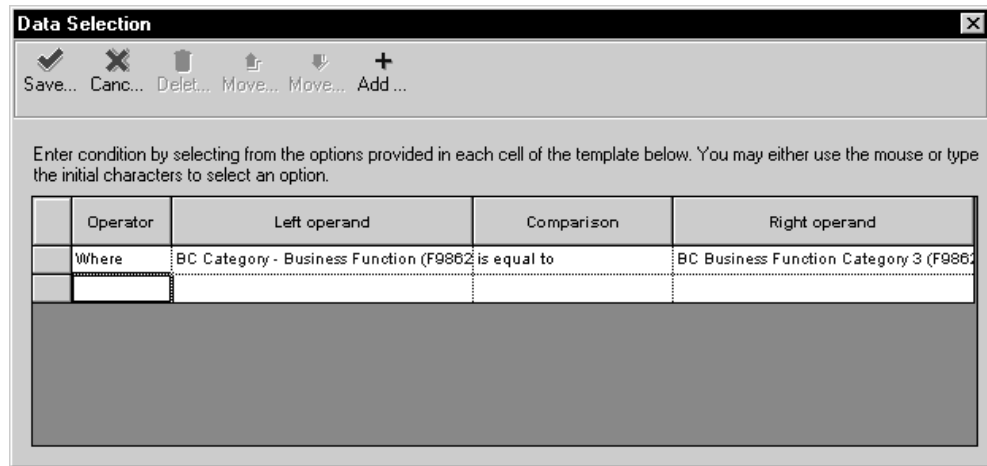 Data Selection
Save... Canc... Delet... Move... Move... Add ...
Enter condition by selecting from the options provided in each cell of the template below. You may either use the mouse or type
the initial characters to select an option.
Operator Left operand Comparison Right operand
Where BC Category - Business Function (F9862 is equal to BC Business Function Category 3 (F9862